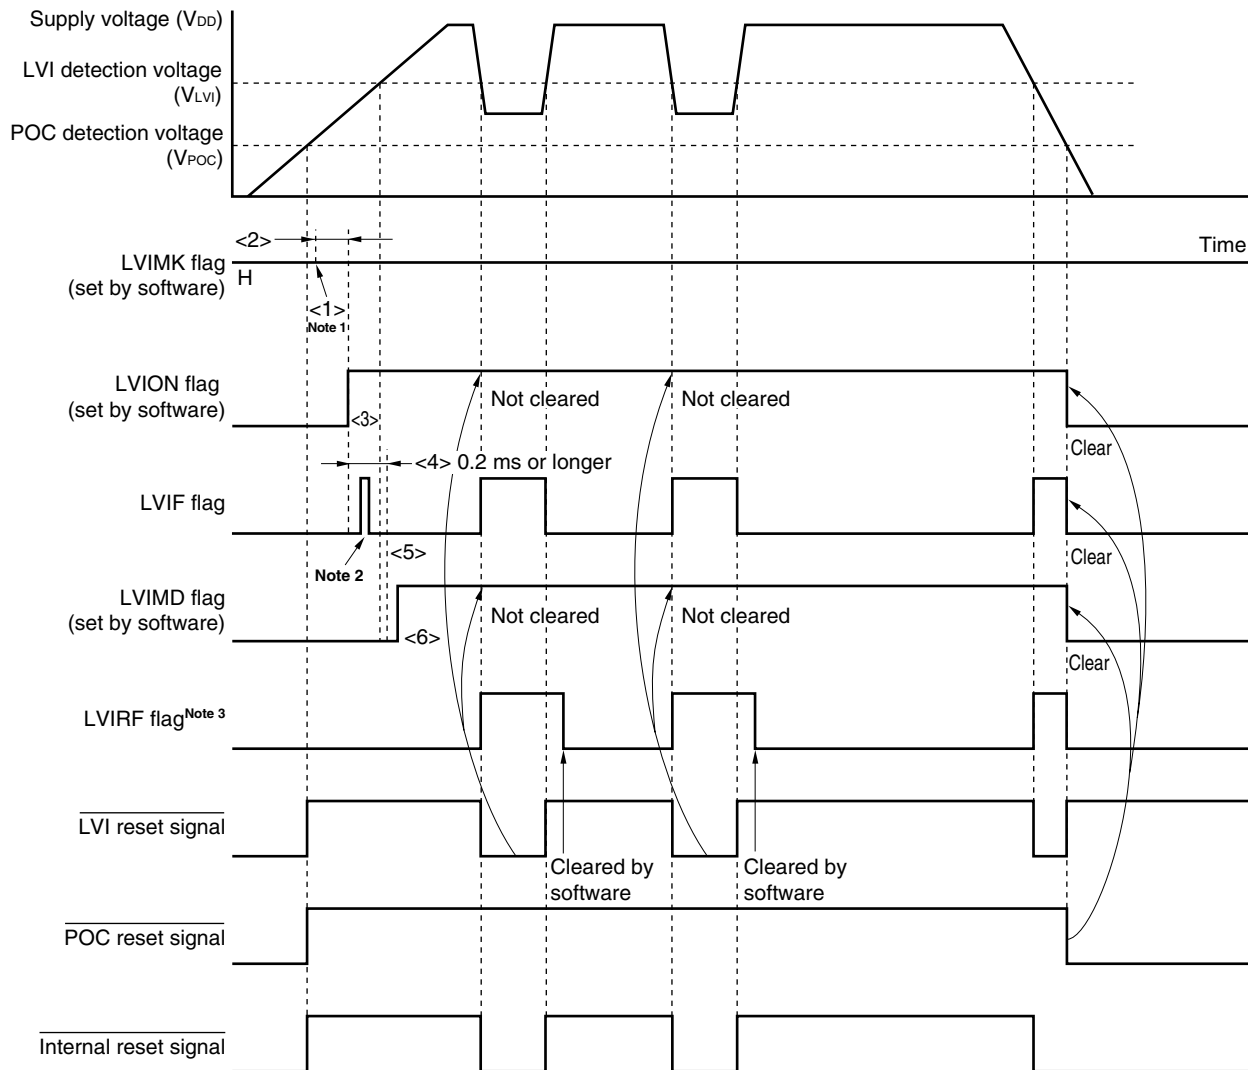 Supply voltage (VDD)
LVI detection voltage
(VLVI)
POC detection voltage
(VPOC)
<2>
Time
LVIMK flag
(set by software)
H
<1>
Note 1
LVION flag
(set by software)
Not cleared
Not cleared
<3>
Clear
<4> 0.2 ms or longer
LVIF flag
<5>
Note 2
Clear
LVIMD flag
(set by software)
Not cleared
Not cleared
<6>
Clear
LVIRF flag Note 3
LVI reset signal
Cleared by
software
Cleared by
software
POC reset signal
Internal reset signal